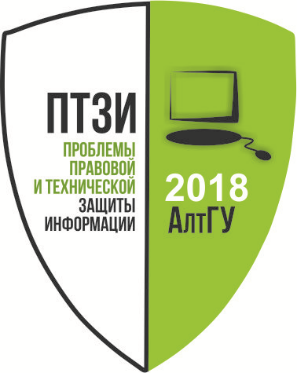 ПТЗИ
ПРОБЛЕМЫ
ПРАВОВОЙ
И ТЕХНИЧЕСКОЙ
ЗАЩИТЫ
ИНФОРМАЦИИ
2018
АлтГУ